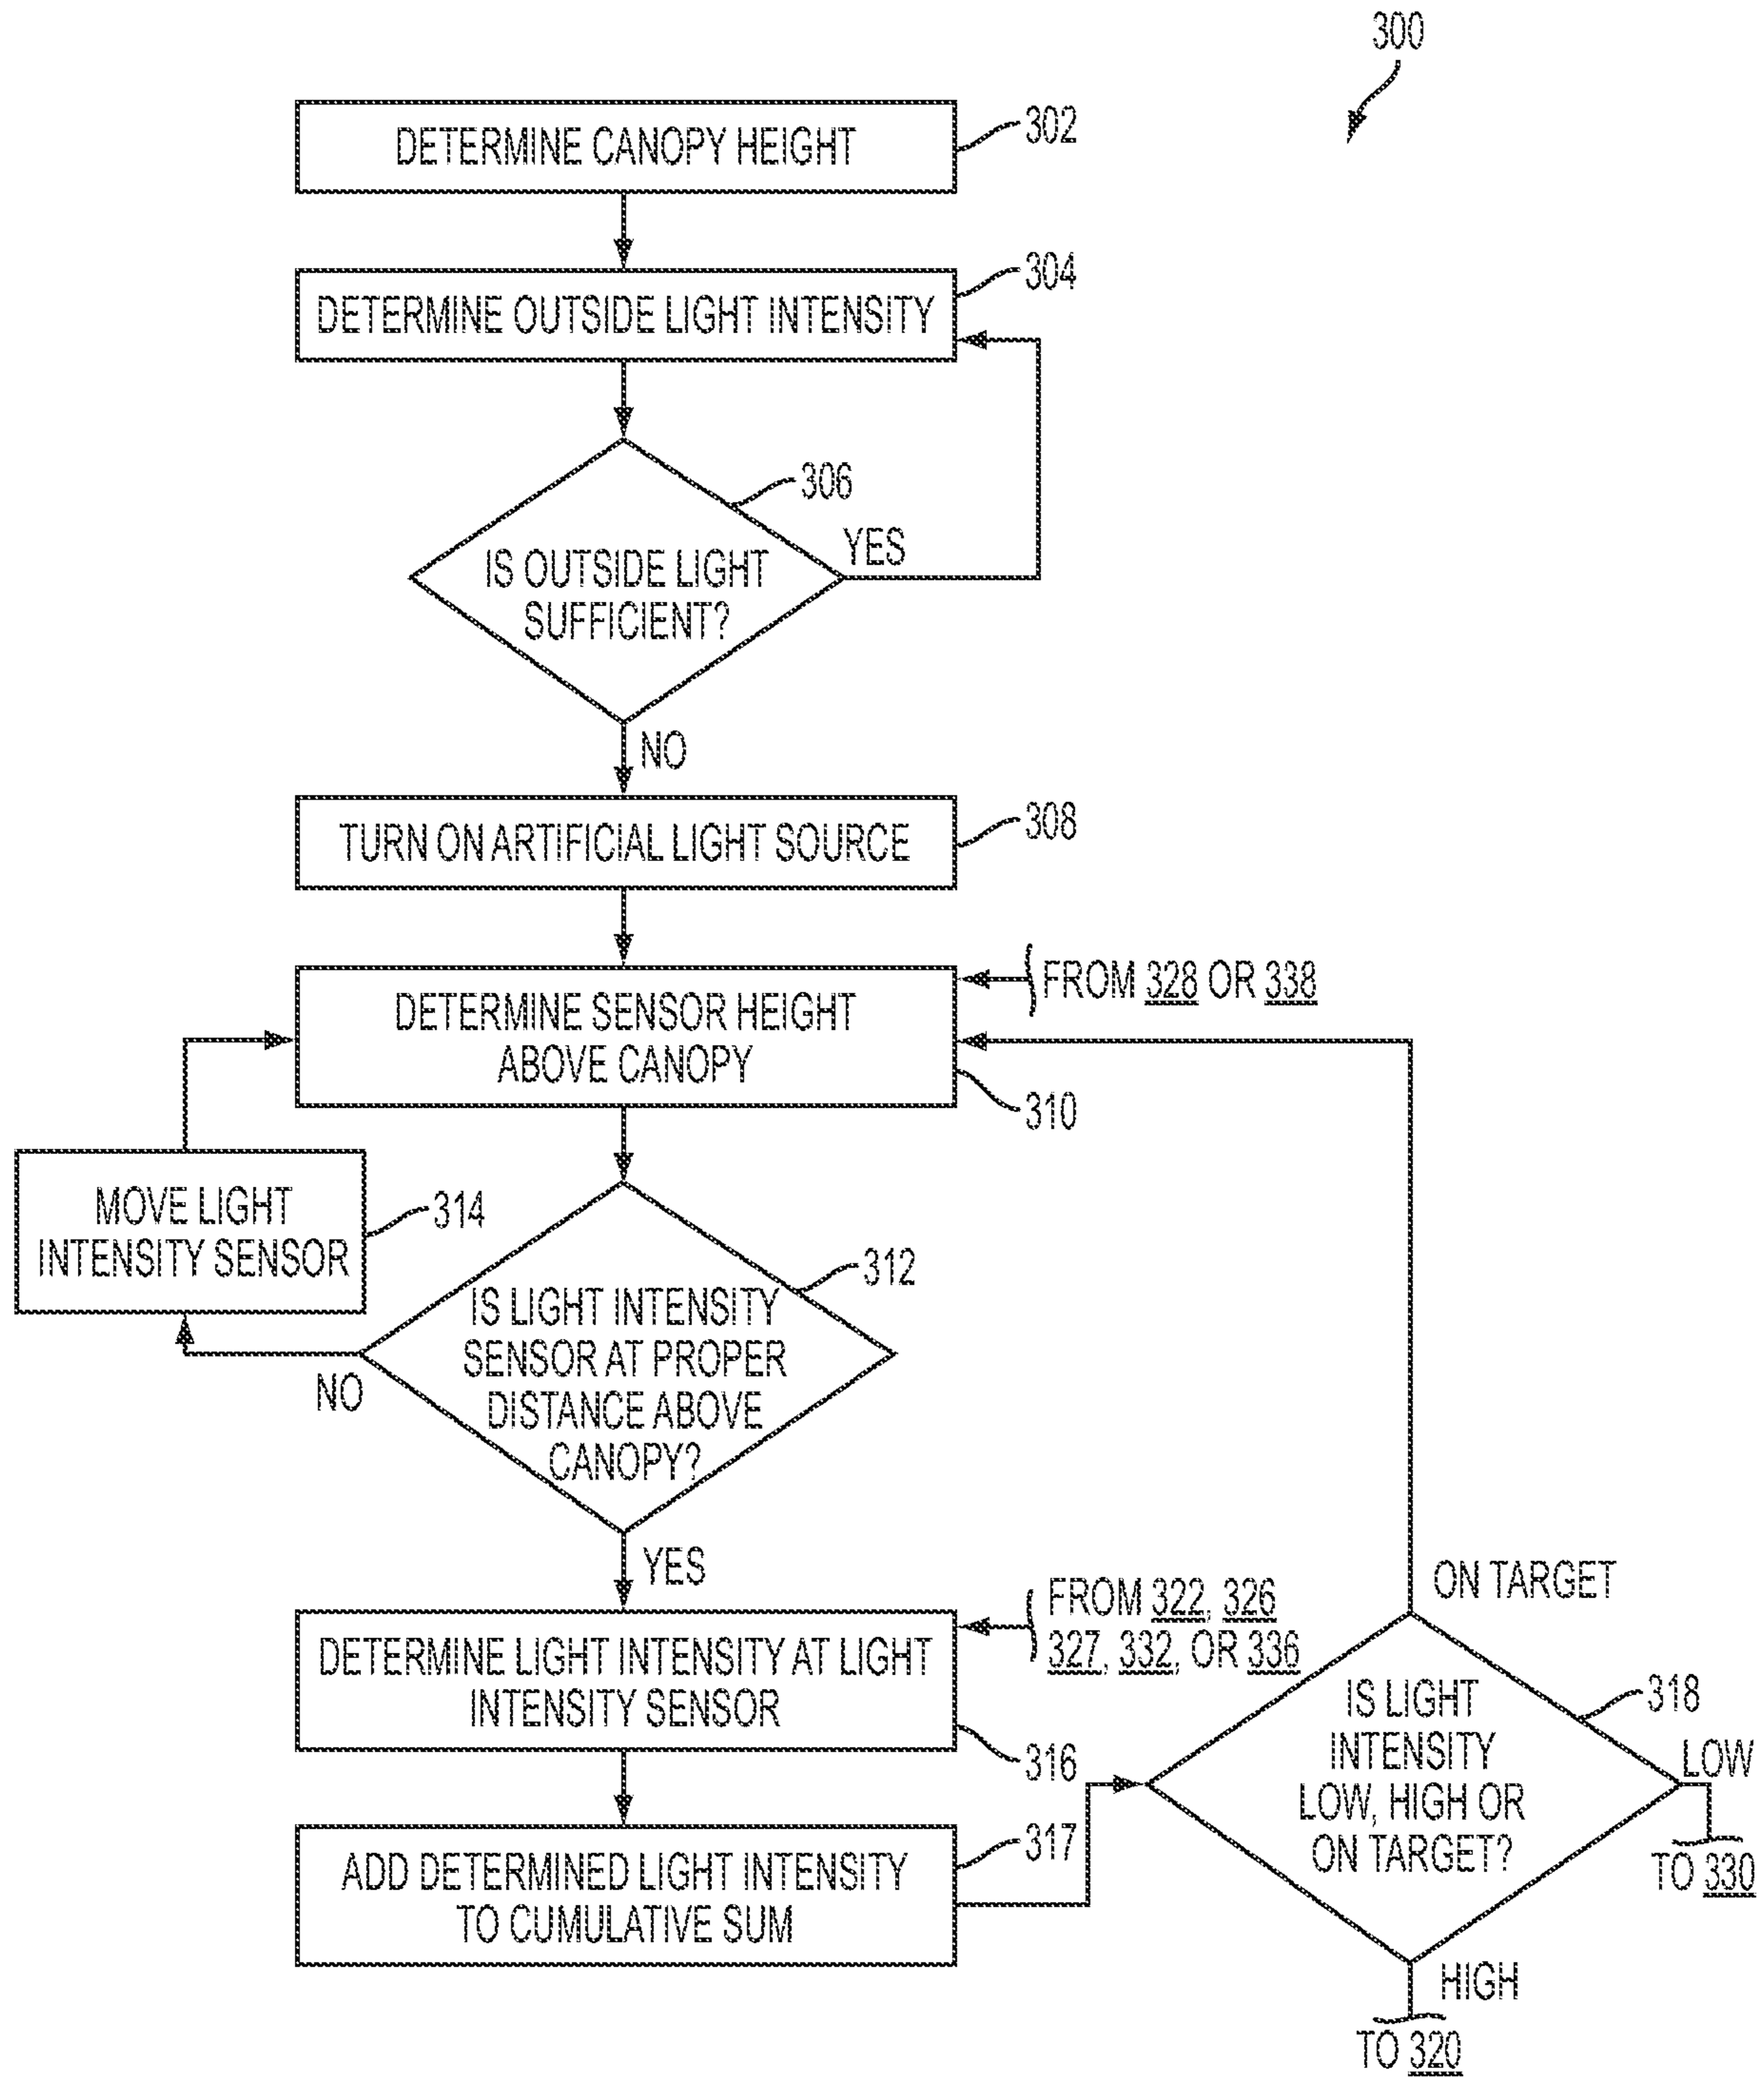 300
DETERMINE CANOPY HEIGHT
302
DETERMINE OUTSIDE LIGHT INTENSITY
304
306
IS OUTSIDE LIGHT
SUFFICIENT?
YES
NO
TURN ON ARTIFICIAL LIGHT SOURCE
308
FROM 328 OR 338
DETERMINE SENSOR HEIGHT
ABOVE CANOPY
310
MOVE LIGHT
INTENSITY SENSOR
314
312
IS LIGHT INTENSITY
SENSOR AT PROPER
DISTANCE ABOVE
CANOPY?
NO
YES
FROM 322, 326
327, 332, OR 336
DETERMINE LIGHT INTENSITY AT LIGHT
INTENSITY SENSOR
316
ADD DETERMINED LIGHT INTENSITY
TO CUMULATIVE SUM
317
ON TARGET
318
IS LIGHT
INTENSITY
LOW, HIGH OR
ON TARGET?
LOW
TO 330
HIGH
TO 320